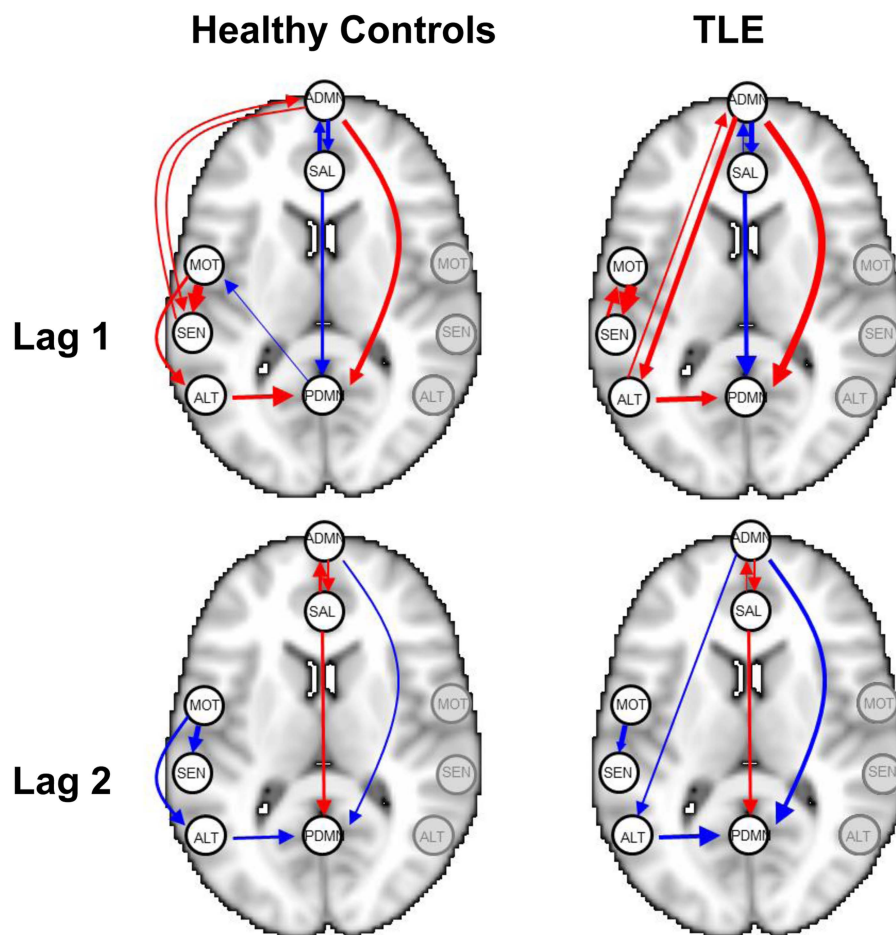 Healthy Controls TLE
ADMN ADMN
SAL SAL
MOT MOT MOT MOT
Lag 1 SEN SEN SEN SEN
ALT PDMN ALT ALT PDMN ALT
ADMN ADMN
SAL SAL
MOT MOT MOT MOT
Lag 2 SEN SEN SEN SEN
ALT PDMN ALT ALT PDMN ALT